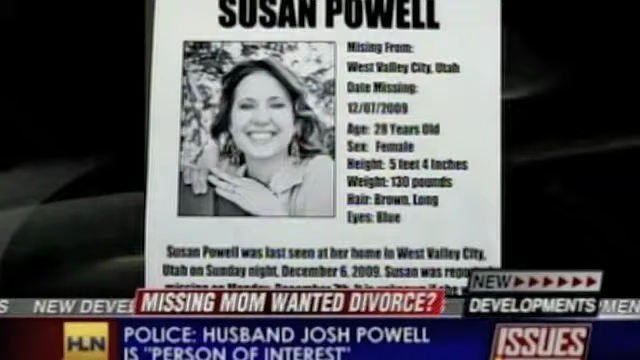 SUSAN POWELL
Mising From:
West Valley City, Utah
Date Missing:
12/07/2009
Age: 28 Years Old
Sex: Female
Height: 5 feet 4 Inches
Weight: 130 pounds
Hair: Brown, Long
Eyes: Blue
Susan Powell was last seen at her home in West Valley City,
Utah on Sunday night, December 6, 2009. Susan was
NEW
S NEW DEVE MISSING MOM WANTED DIVORCE? DEVELOPMENTS MEN
HLN POLICE: HUSBAND JOSH POWELL
IS "PERSON OF INTEREST"
ISSUES